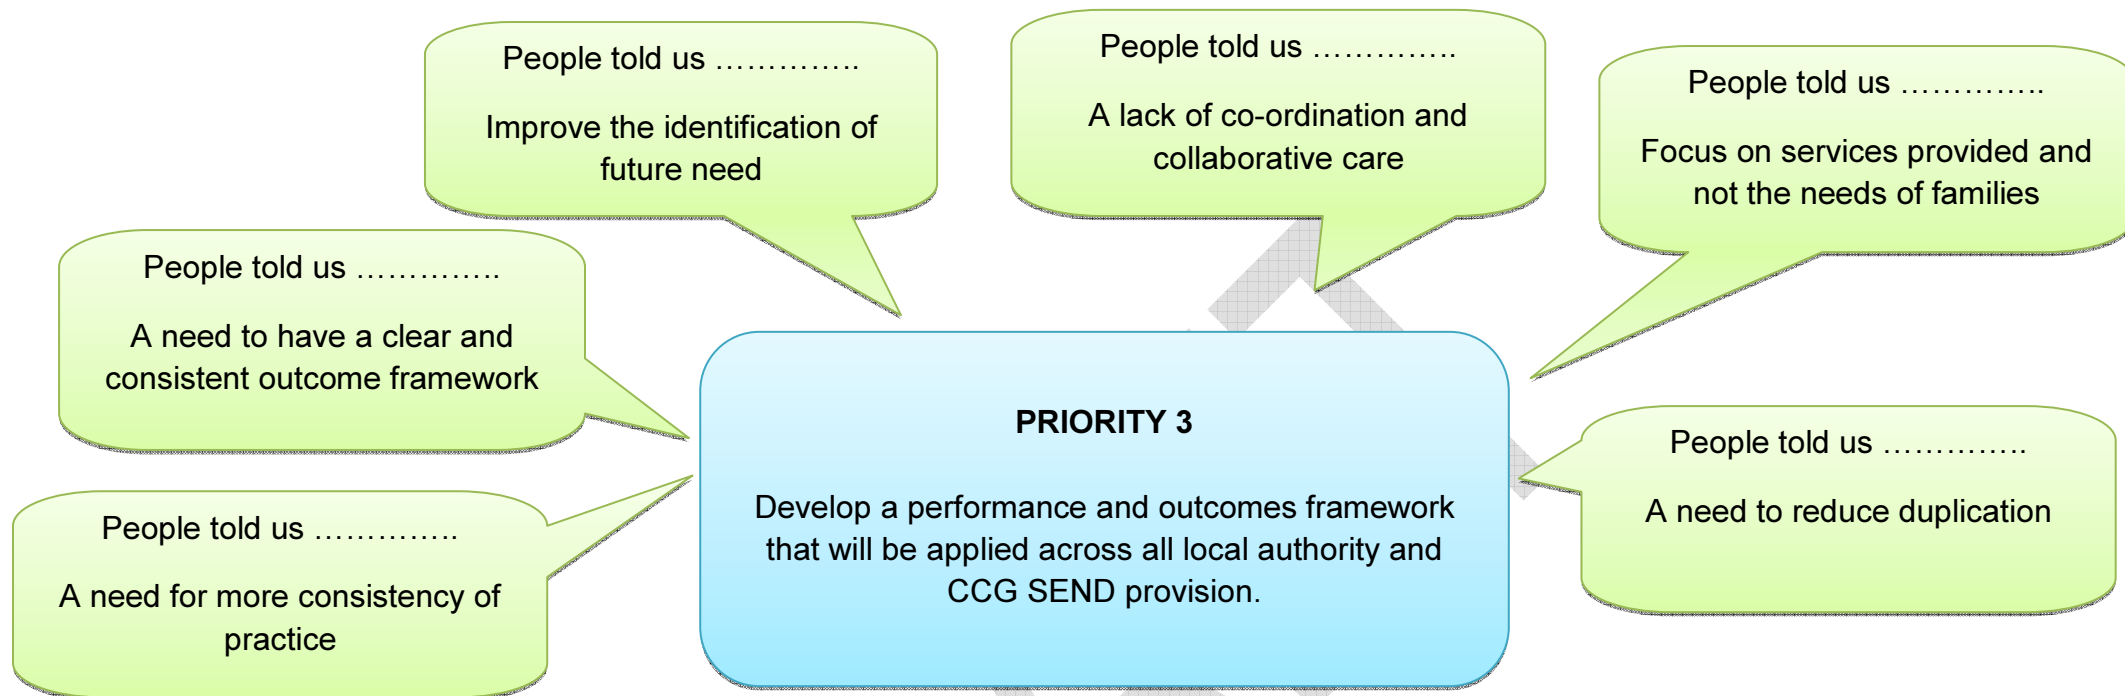 People told us …………..
Improve the identification of
future need
People told us …………..
A lack of co-ordination and
collaborative care
People told us …………..
Focus on services provided and
not the needs of families
People told us …………..
A need to have a clear and
consistent outcome framework
PRIORITY 3
Develop a performance and outcomes framework
that will be applied across all local authority and
CCG SEND provision.
People told us …………..
A need to reduce duplication
People told us …………..
A need for more consistency of
practice